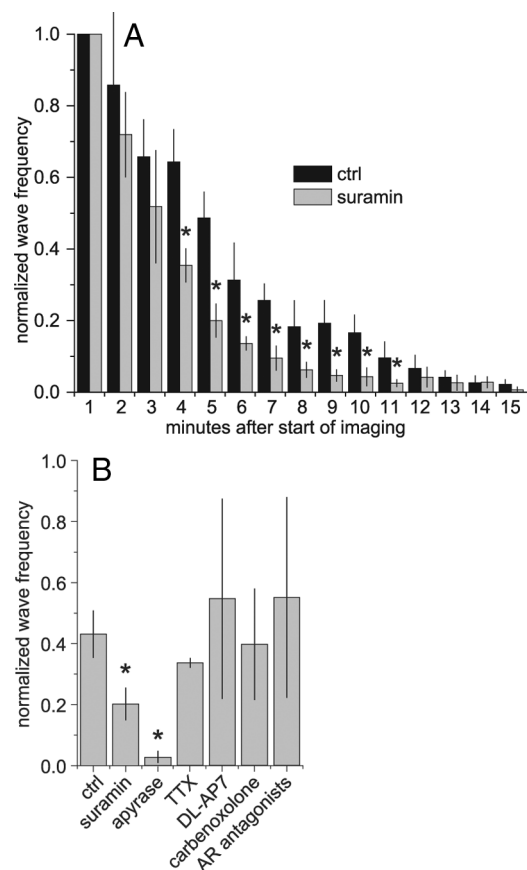 A
1.0
0.8
0.6
0.4
0.2
0.0
normalized wave frequency
ctrl
suramin
* * * * * * * *
1 2 3 4 5 6 7 8 9 10 11 12 13 14 15
minutes after start of imaging
B
1.0
0.8
0.6
0.4
0.2
0.0
normalized wave frequency
* *
ctrl
suramin
apyrase
TTX
DL-AP7
carbenoxolone
AR antagonists